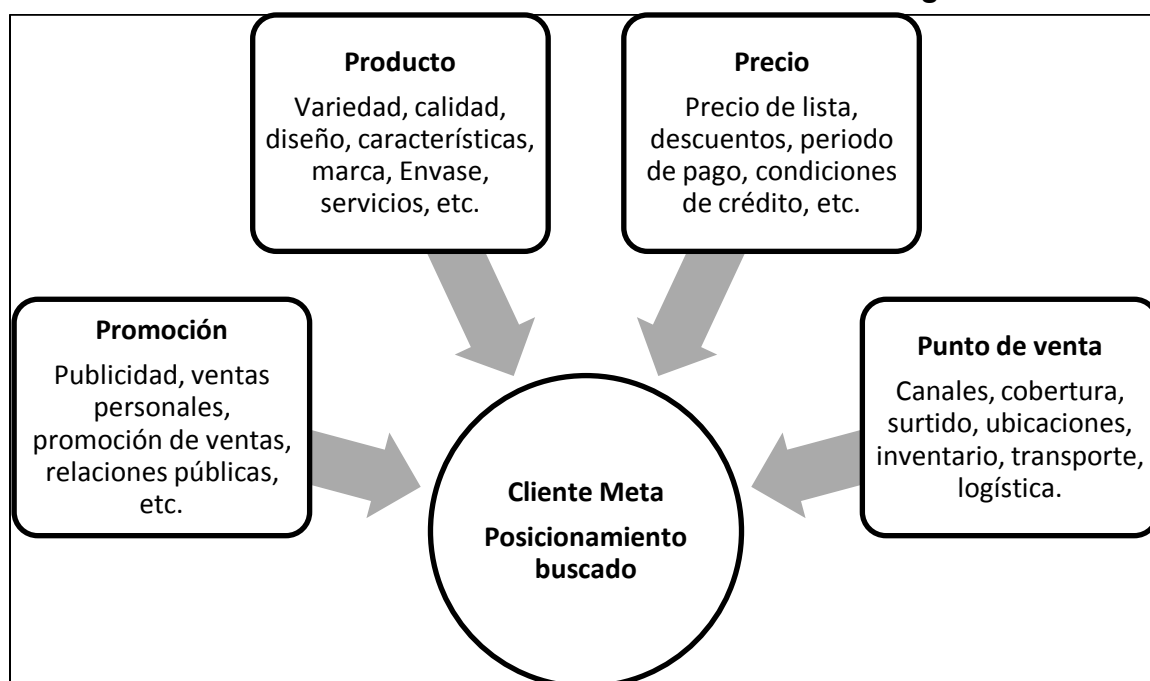 Producto
Variedad, calidad,
diseño, características,
marca, Envase,
servicios, etc.
Precio
Precio de lista,
descuentos, periodo
de pago, condiciones
de crédito, etc.
Promoción
Publicidad, ventas
personales,
promoción de ventas,
relaciones públicas,
etc.
Punto de venta
Canales, cobertura,
surtido, ubicaciones,
inventario, transporte,
logística.
Cliente Meta
Posicionamiento
buscado